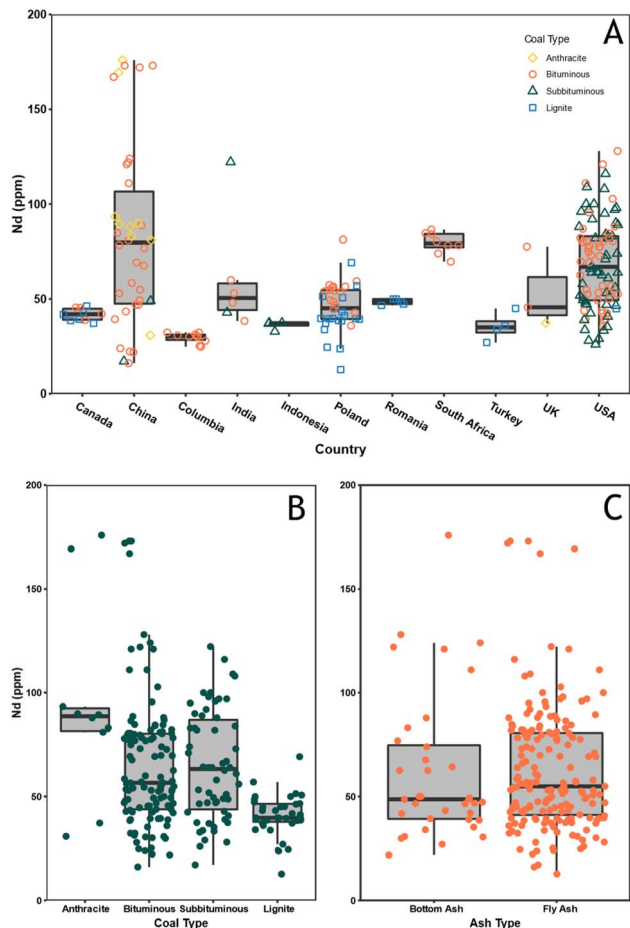 A
Coal Type
Anthracite
Bituminous
Subbituminous
Lignite
200
150
100
50
0
Nd (ppm)
Canada
China
Columbia
India
Indonesia
Poland
Romania
South Africa
Turkey
UK
USA
Country
B
200
150
100
50
0
Nd (ppm)
Anthracite Bituminous Subbituminous Lignite
Coal Type
C
200
150
100
50
0
Bottom Ash Fly Ash
Ash Type